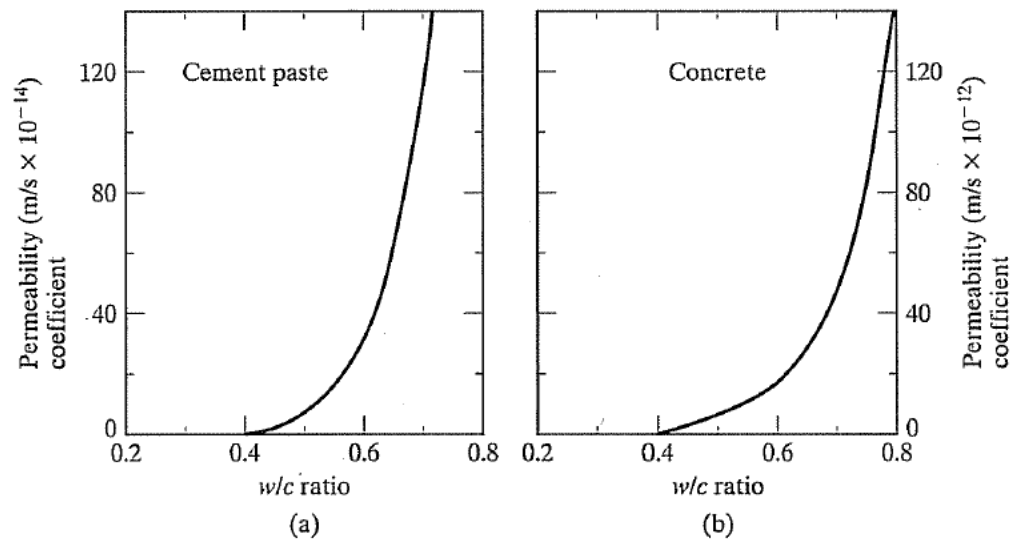 Permeability (m/s × 10⁻¹⁴)
coefficient
120
80
40
0
Cement paste
0.2 0.4 0.6 0.8
w/c ratio
(a)
Concrete
0.2 0.4 0.6 0.8
w/c ratio
(b)
120
80
40
0
Permeability (m/s × 10⁻¹²)
coefficient